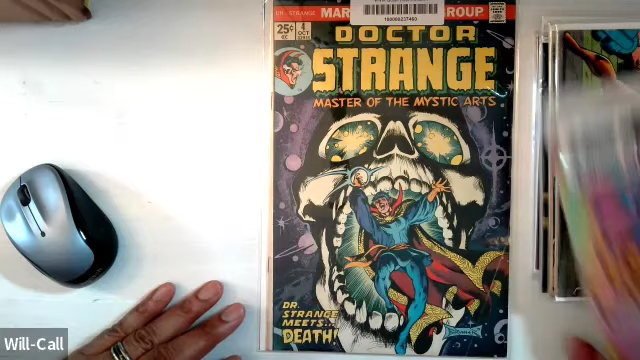 DR. STRANGE
MAR
GROUP
25¢
4
OCT
DOCTOR
STRANGE
MASTER OF THE MYSTIC ARTS
DR.
STRANGE
MEETS...
DEATH!
Will-Call